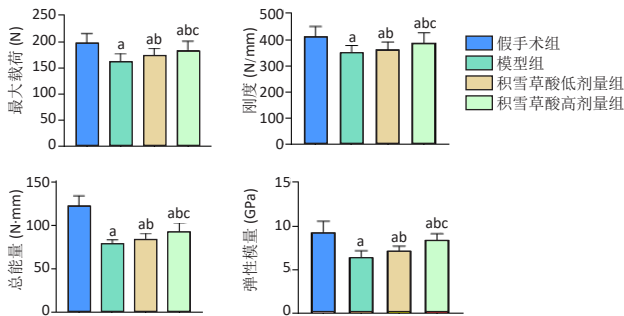 最大载荷 (N)
250
200
150
100
50
0
a
ab
abc
刚度 (N/mm)
500
400
300
200
100
0
a
ab
abc
假手术组
模型组
积雪草酸低剂量组
积雪草酸高剂量组
总能量 (N·mm)
150
100
50
0
a
ab
abc
弹性模量 (GPa)
15
10
5
0
a
ab
abc